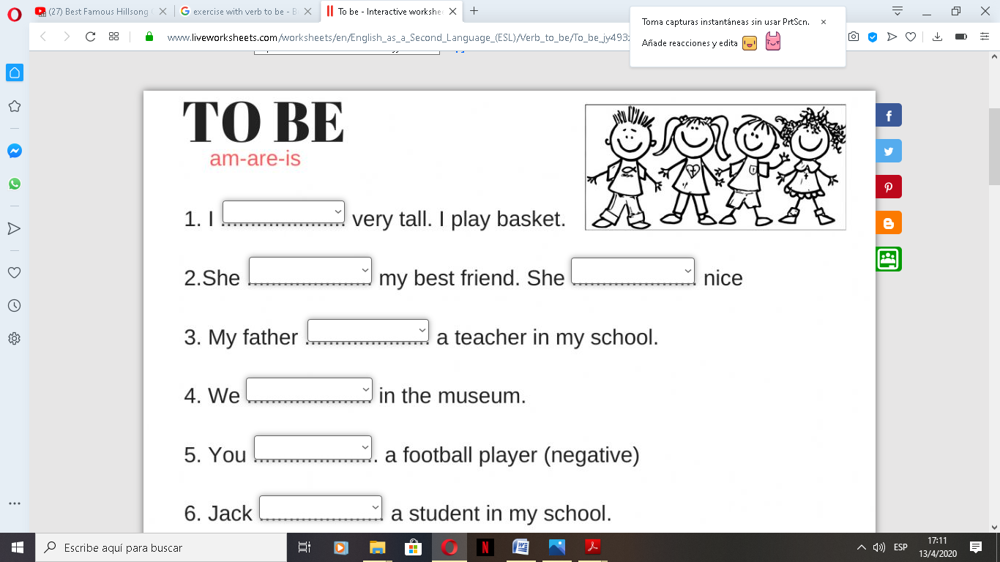 (27) Best Famous Hillsong
exercise with verb to be - B
To be - Interactive workshe
Toma capturas instantáneas sin usar PrtScn.
Añade reacciones y edita
www.liveworksheets.com/worksheets/en/English_as_a_Second_Language_(ESL)/Verb_to_be/To_be_jy493
TO BE
am-are-is
1. I ..................... very tall. I play basket.
2.She ..................... my best friend. She ..................... nice
3. My father ..................... a teacher in my school.
4. We ..................... in the museum.
5. You ..................... a football player (negative)
6. Jack ..................... a student in my school.
Escribe aquí para buscar
ESP
17:11
13/4/2020